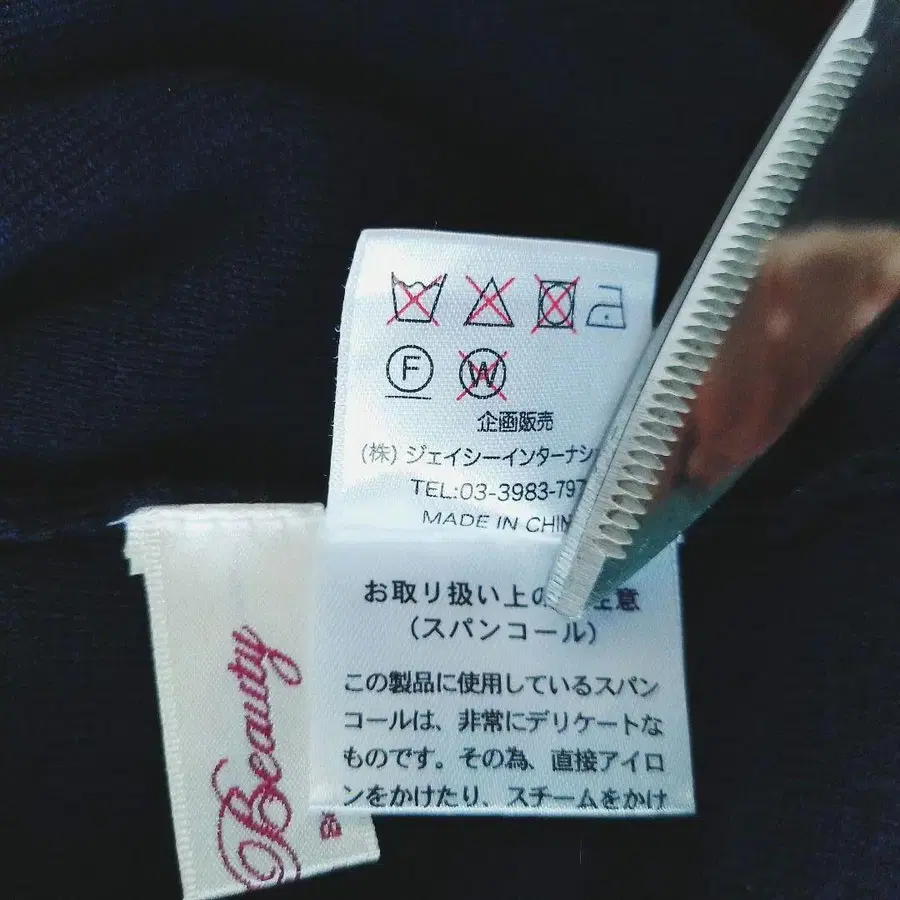 F
W
企画販売
(株) ジェイシーインターナシ
TEL:03-3983-797
MADE IN CHIN
お取り扱い上の 注意
(スパンコール)
この製品に使用しているスパン
コールは、非常にデリケートな
ものです。その為、直接アイロ
ンをかけたり、スチームをかけ
Beauty